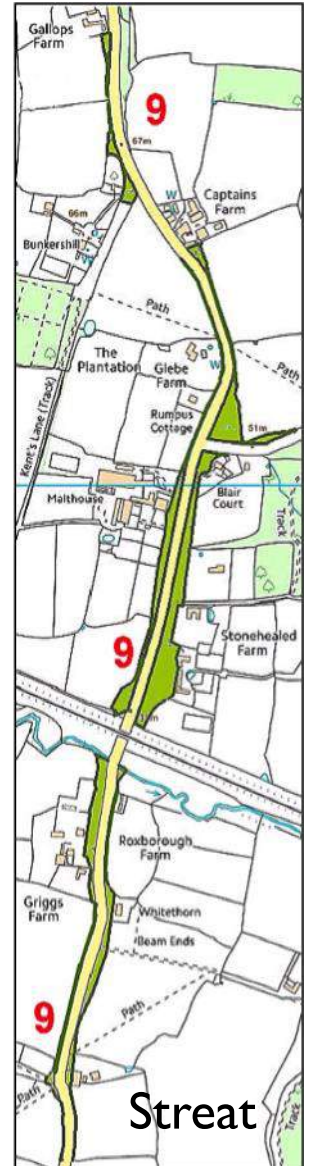 Gallops
Farm
9
67m
W
Captains
Farm
66m
Bunkershill
W
Path
The
Plantation
Glebe
Farm
W
Path
Kent's Lane (Track)
Rumpus
Cottage
51m
Malthouse
Blair
Court
Track
9
Stonehealed
Farm
Roxborough
Farm
Griggs
Farm
Whitethorn
Beam Ends
9
Path
Path
Streat
Track